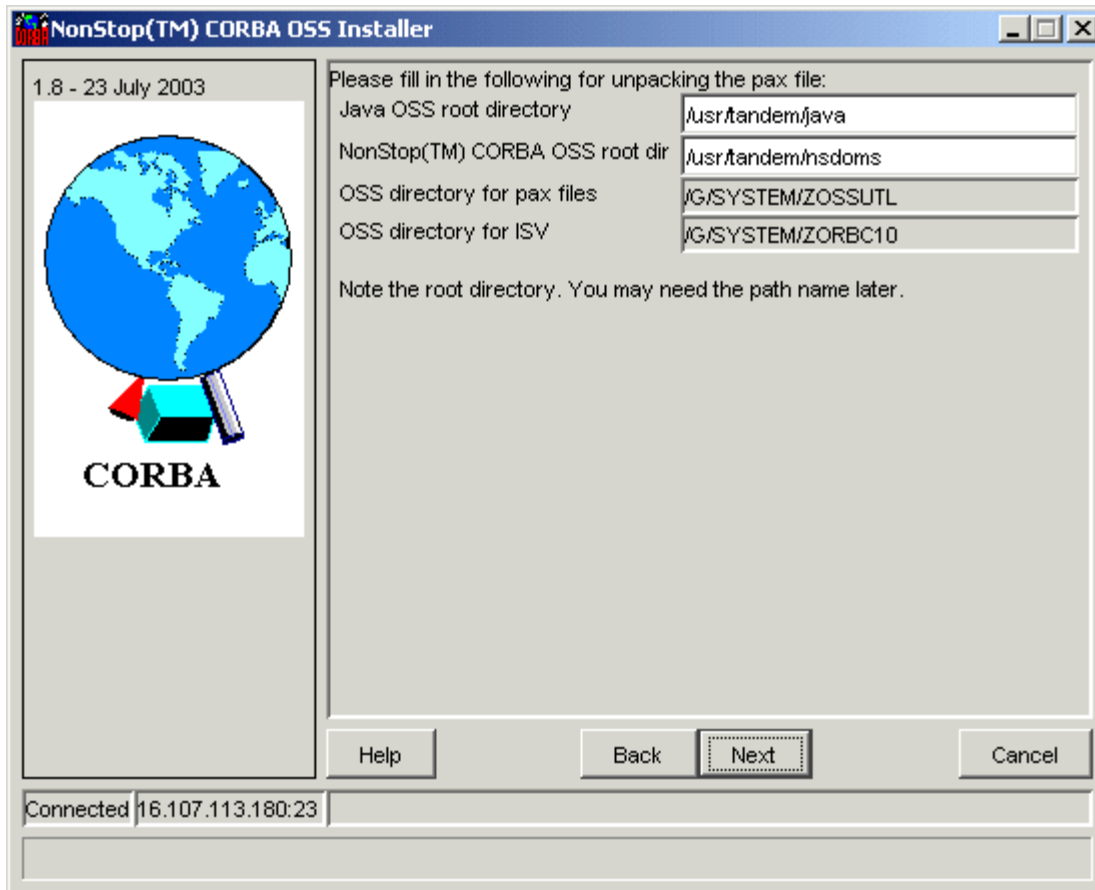 NonStop(TM) CORBA OSS Installer
1.8 - 23 July 2003
CORBA
Please fill in the following for unpacking the pax file:
Java OSS root directory /usr/tandem/java
NonStop(TM) CORBA OSS root dir /usr/tandem/nsdoms
OSS directory for pax files /G/SYSTEM/ZOSSUTL
OSS directory for ISV /G/SYSTEM/ZORBC10
Note the root directory. You may need the path name later.
Help Back Next Cancel
Connected 16.107.113.180:23